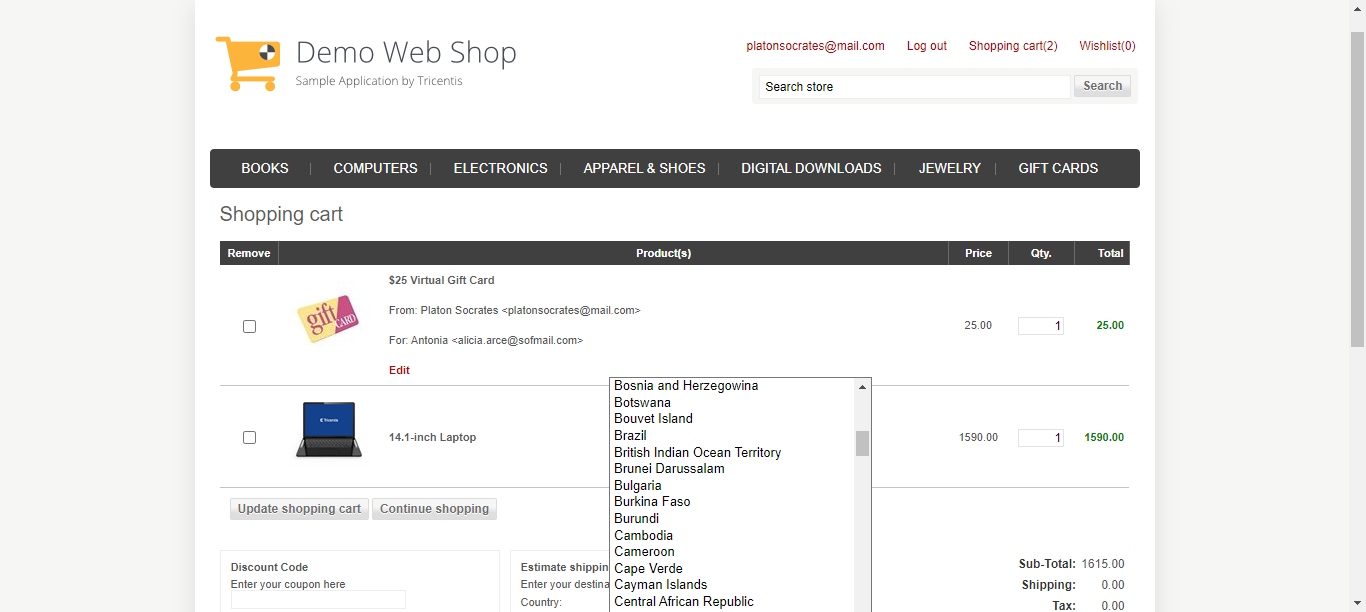 Demo Web Shop
Sample Application by Tricentis
platonsocrates@mail.com Log out Shopping cart(2) Wishlist(0)
Search store Search
BOOKS COMPUTERS ELECTRONICS APPAREL & SHOES DIGITAL DOWNLOADS JEWELRY GIFT CARDS
Shopping cart
Remove Product(s) Price Qty. Total
gift CARD
$25 Virtual Gift Card
From: Platon Socrates <platonsocrates@mail.com>
For: Antonia <alicia.arce@sofmail.com>
Edit
25.00 1 25.00
Tricentis
14.1-inch Laptop
1590.00 1 1590.00
Update shopping cart Continue shopping
Bosnia and Herzegowina
Botswana
Bouvet Island
Brazil
British Indian Ocean Territory
Brunei Darussalam
Bulgaria
Burkina Faso
Burundi
Cambodia
Cameroon
Cape Verde
Cayman Islands
Central African Republic
Discount Code
Enter your coupon here
Estimate shippin
Enter your destina
Country:
Sub-Total: 1615.00
Shipping: 0.00
Tax: 0.00